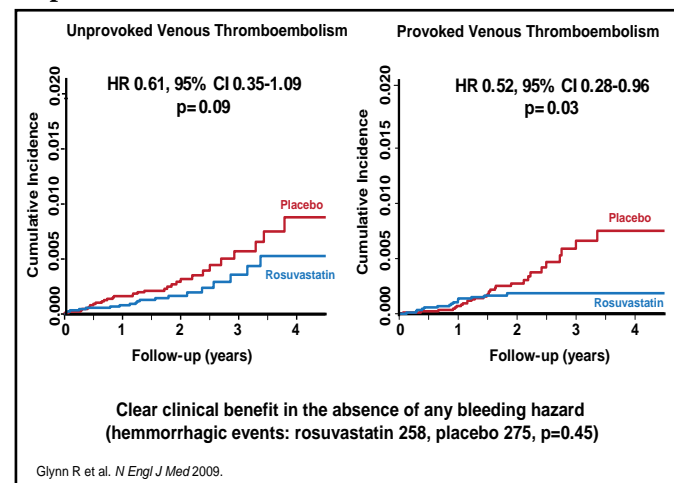 Unprovoked Venous Thromboembolism
HR 0.61, 95% CI 0.35-1.09
p= 0.09
Cumulative Incidence
0.020
0.015
0.010
0.005
0.000
Placebo
Rosuvastatin
0 1 2 3 4
Follow-up (years)
Provoked Venous Thromboembolism
HR 0.52, 95% CI 0.28-0.96
p= 0.03
Cumulative Incidence
0.020
0.015
0.010
0.005
0.000
Placebo
Rosuvastatin
0 1 2 3 4
Follow-up (years)
Clear clinical benefit in the absence of any bleeding hazard
(hemmorrhagic events: rosuvastatin 258, placebo 275, p=0.45)
Glynn R et al. N Engl J Med 2009.